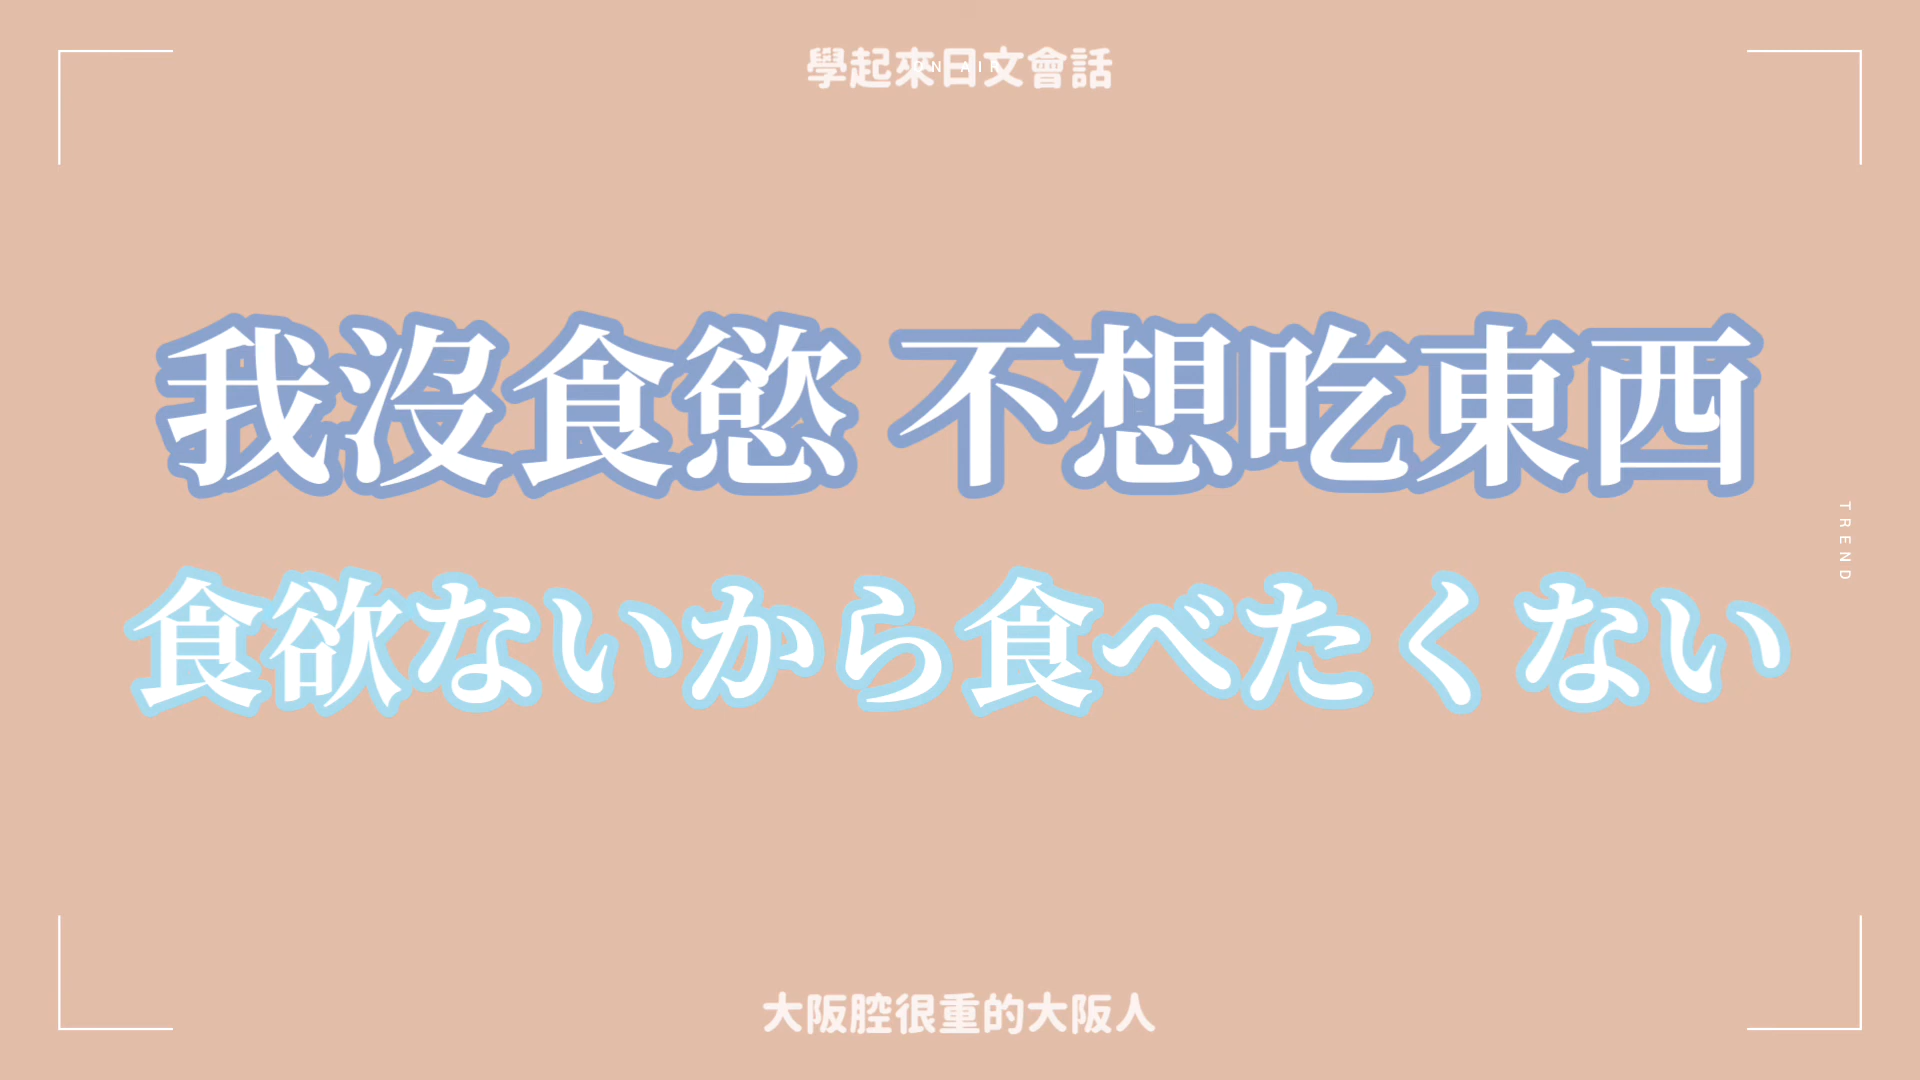 學起來日文會話
ON AIR
我沒食慾 不想吃東西
TREND
食欲ないから食べたくない
大阪腔很重的大阪人